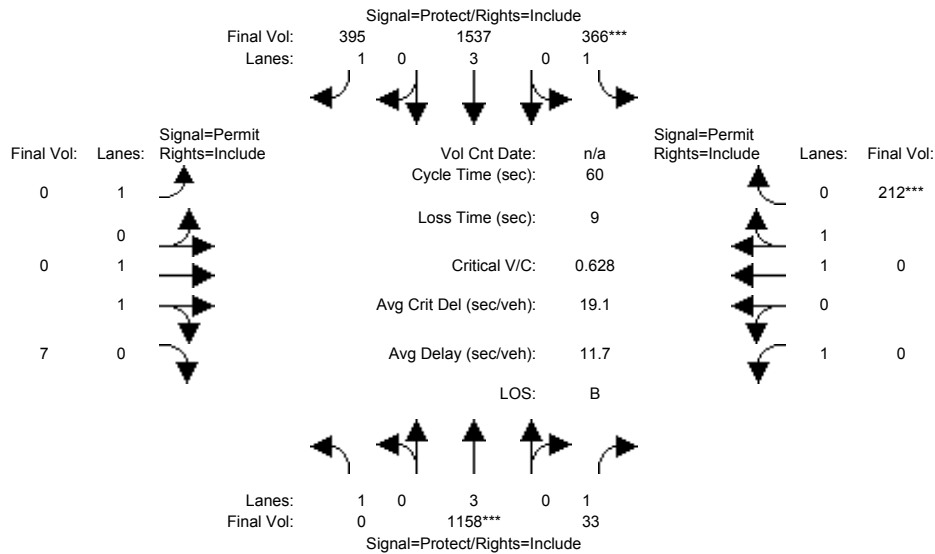 Signal=Protect/Rights=Include
Final Vol: 395 1537 366***
Lanes: 1 0 3 0 1
Signal=Permit Signal=Permit
Final Vol: Lanes: Rights=Include Vol Cnt Date: n/a Rights=Include Lanes: Final Vol:
Cycle Time (sec): 60
0 1 0 212***
Loss Time (sec): 9
0 1
0 1 Critical V/C: 0.628 1 0
1 Avg Crit Del (sec/veh): 19.1 0
7 0 Avg Delay (sec/veh): 11.7 1 0
LOS: B
Lanes: 1 0 3 0 1
Final Vol: 0 1158*** 33
Signal=Protect/Rights=Include